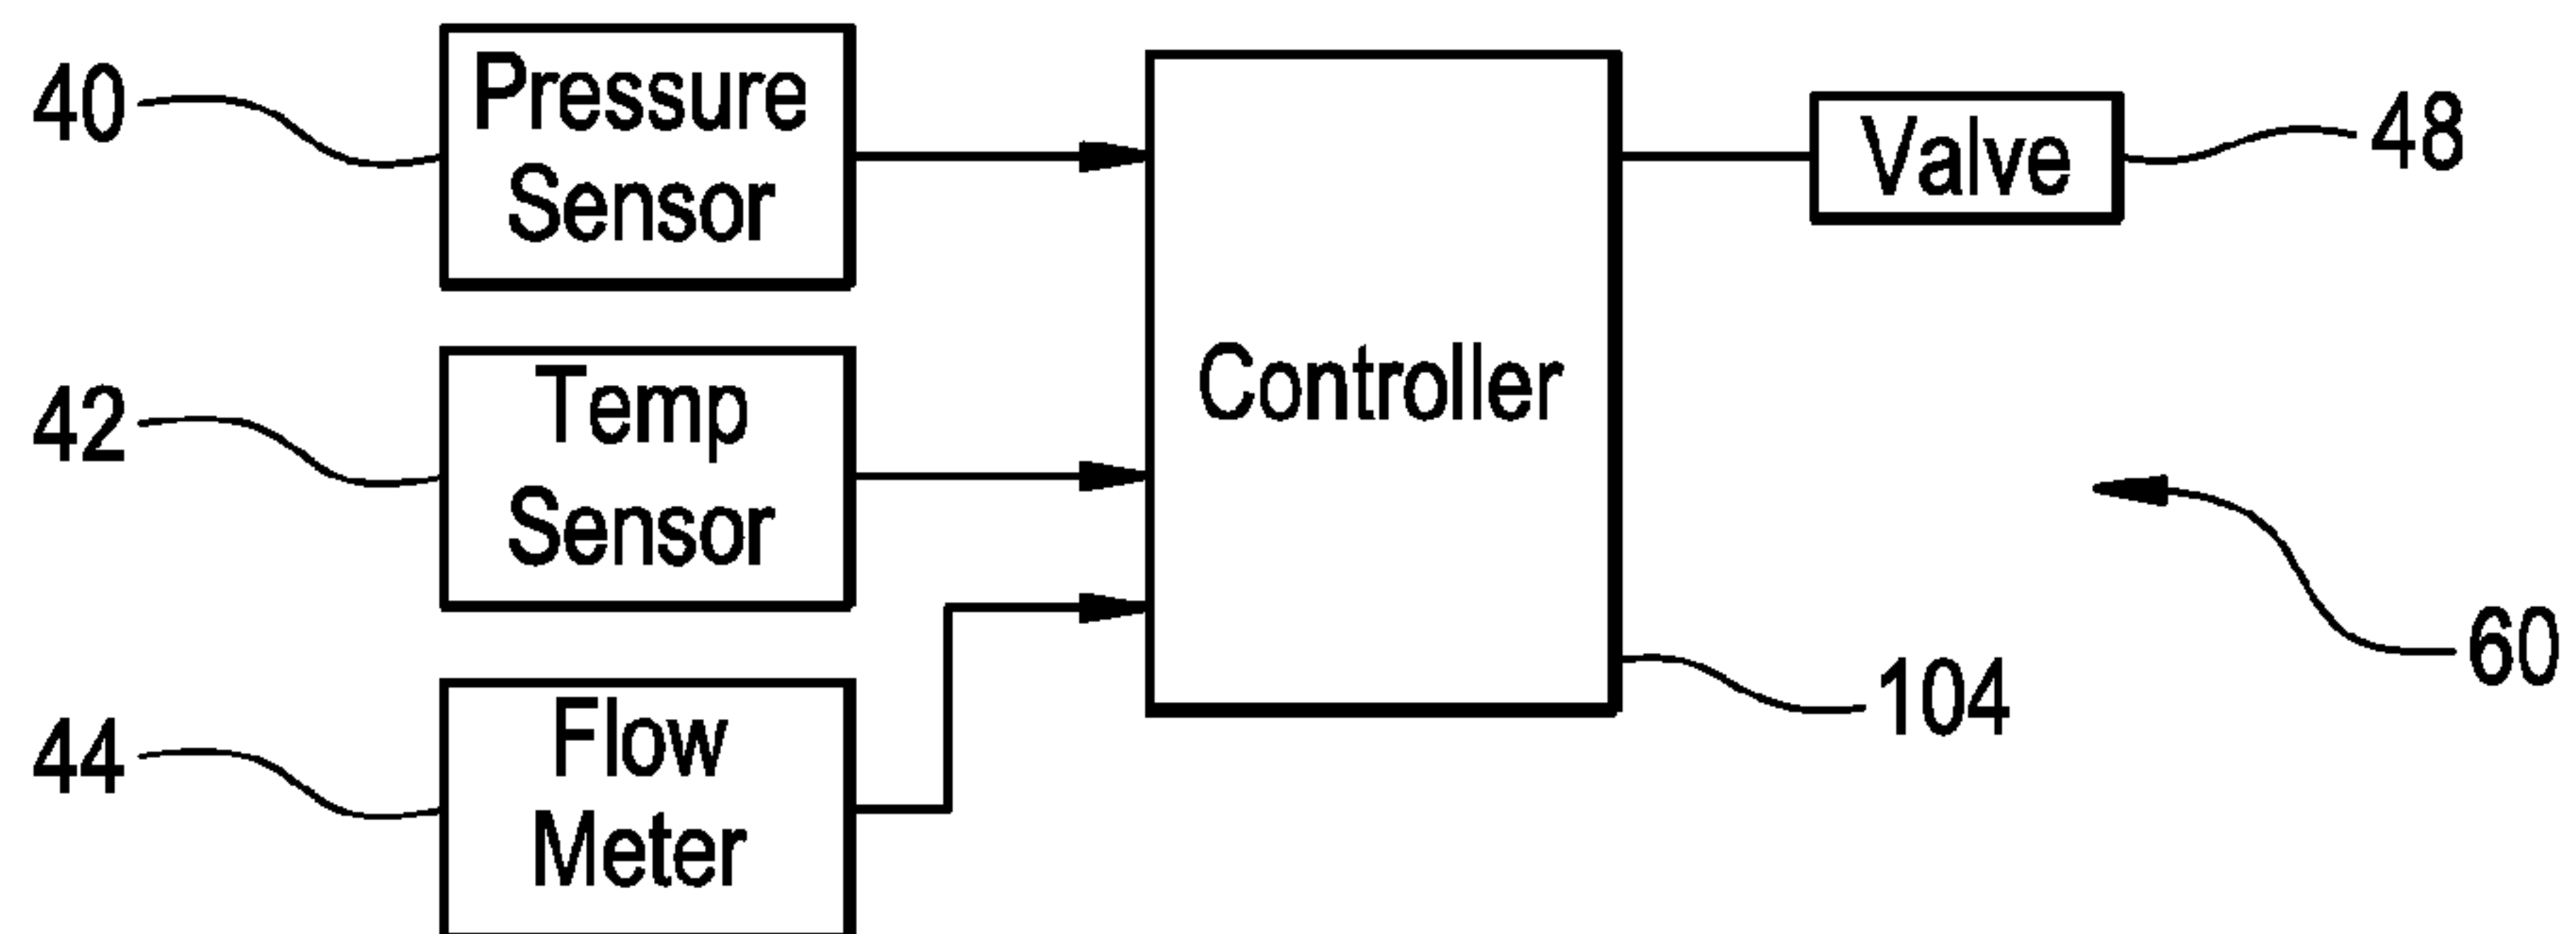 40
Pressure
Sensor
42
Temp
Sensor
44
Flow
Meter
Controller
104
Valve
48
60